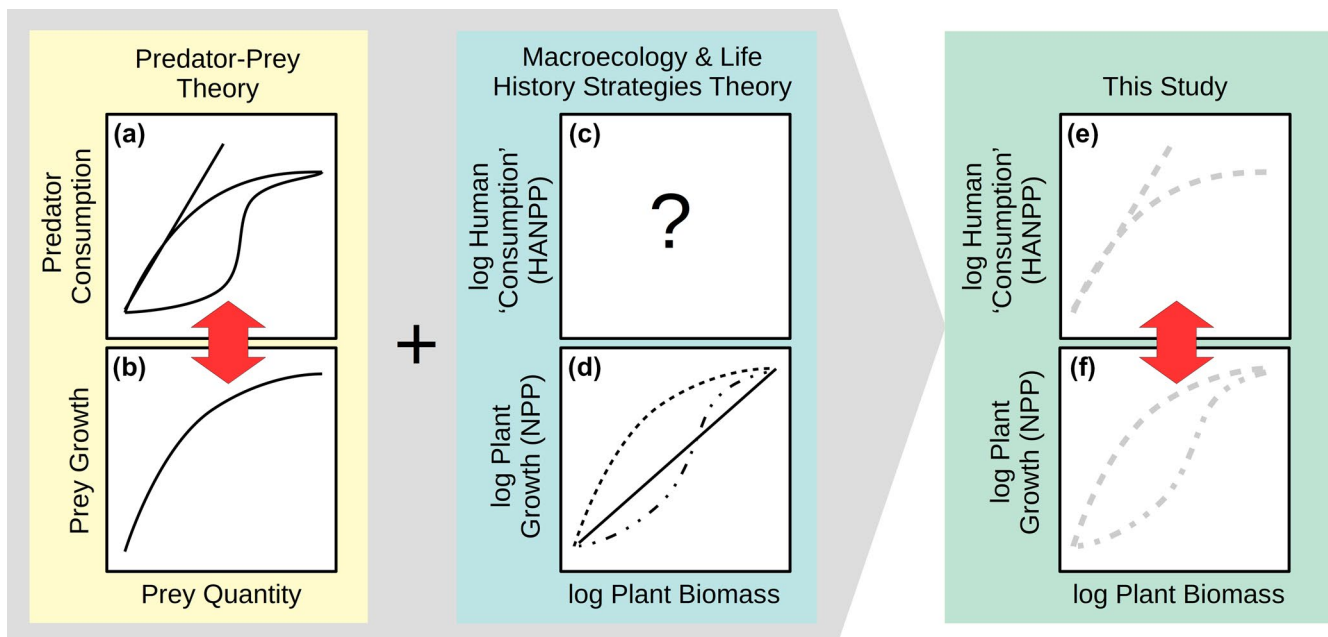 Predator-Prey
Theory
(a)
Predator
Consumption
(b)
Prey Growth
Prey Quantity
+
Macroecology & Life
History Strategies Theory
(c)
?
log Human
‘Consumption’
(HANPP)
(d)
log Plant
Growth (NPP)
log Plant Biomass
This Study
(e)
log Human
‘Consumption’
(HANPP)
(f)
log Plant
Growth (NPP)
log Plant Biomass